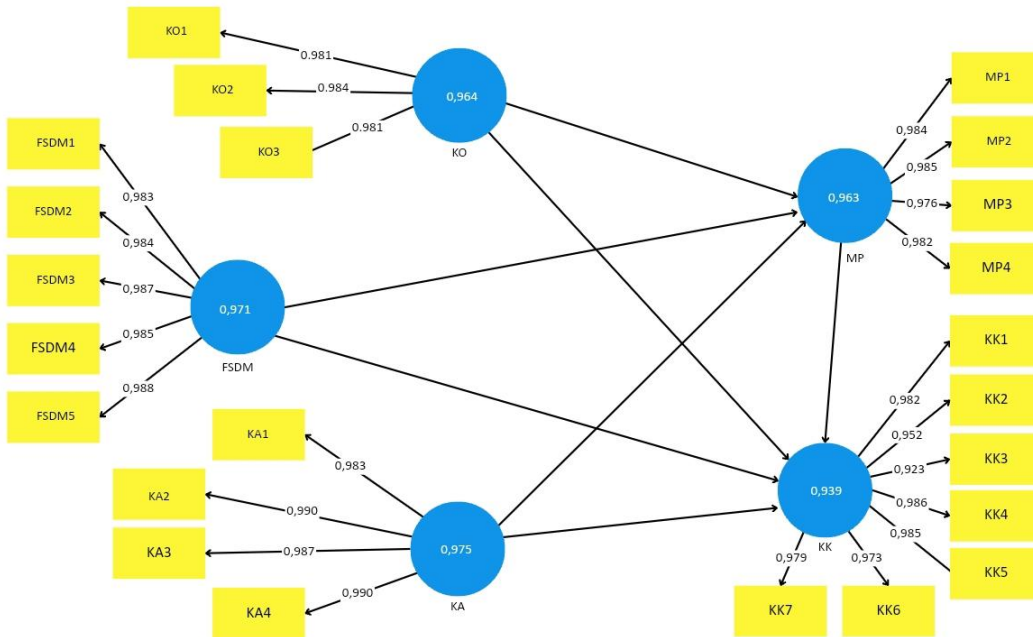 KO1
0.981
KO2
0.984
KO3
0.981
0,964
KO
FSDM1
0,983
FSDM2
0,984
FSDM3
0,987
FSDM4
0,985
FSDM5
0,988
0,971
FSDM
KA1
0,983
KA2
0,990
KA3
0,987
KA4
0,990
0,975
KA
MP1
0,984
MP2
0,985
MP3
0,976
MP4
0,982
0,963
MP
KK1
0,982
KK2
0,952
KK3
0,923
KK4
0,986
KK5
0,985
0,939
KK
0,979
0,973
KK7
KK6